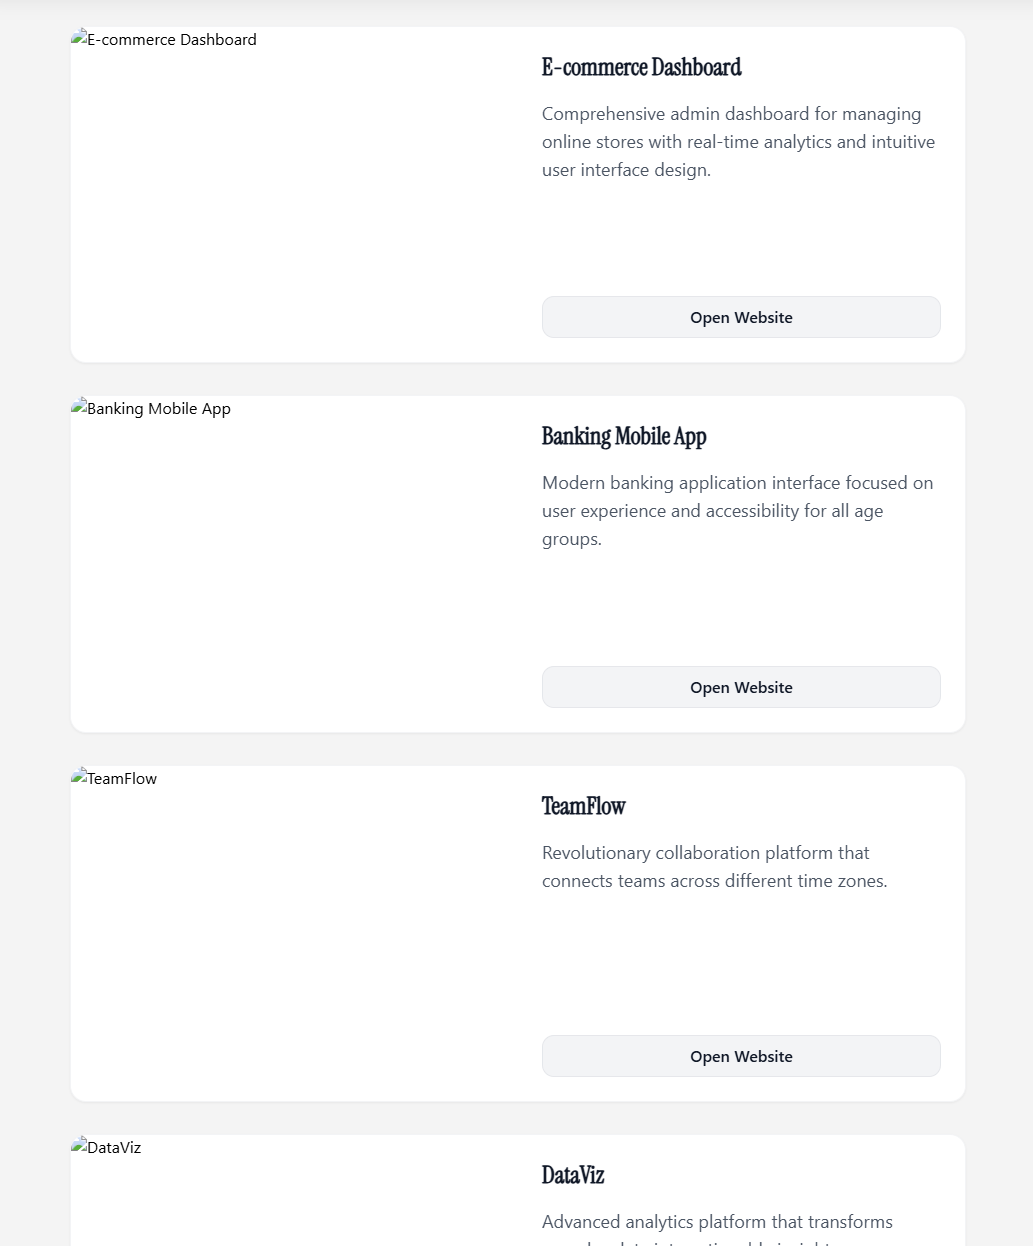 E-commerce Dashboard
E-commerce Dashboard
Comprehensive admin dashboard for managing
online stores with real-time analytics and intuitive
user interface design.
Open Website
Banking Mobile App
Banking Mobile App
Modern banking application interface focused on
user experience and accessibility for all age
groups.
Open Website
TeamFlow
TeamFlow
Revolutionary collaboration platform that
connects teams across different time zones.
Open Website
DataViz
DataViz
Advanced analytics platform that transforms